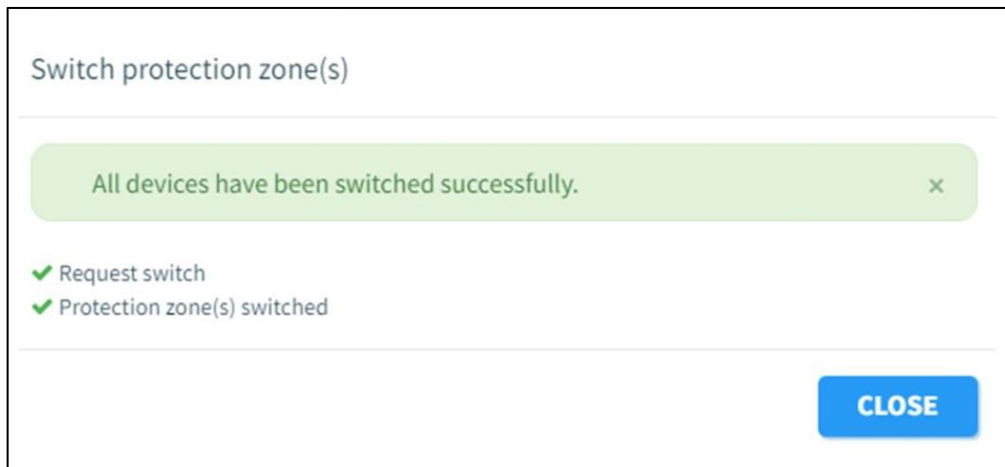 Switch protection zone(s)
All devices have been switched successfully.
Request switch
Protection zone(s) switched
CLOSE